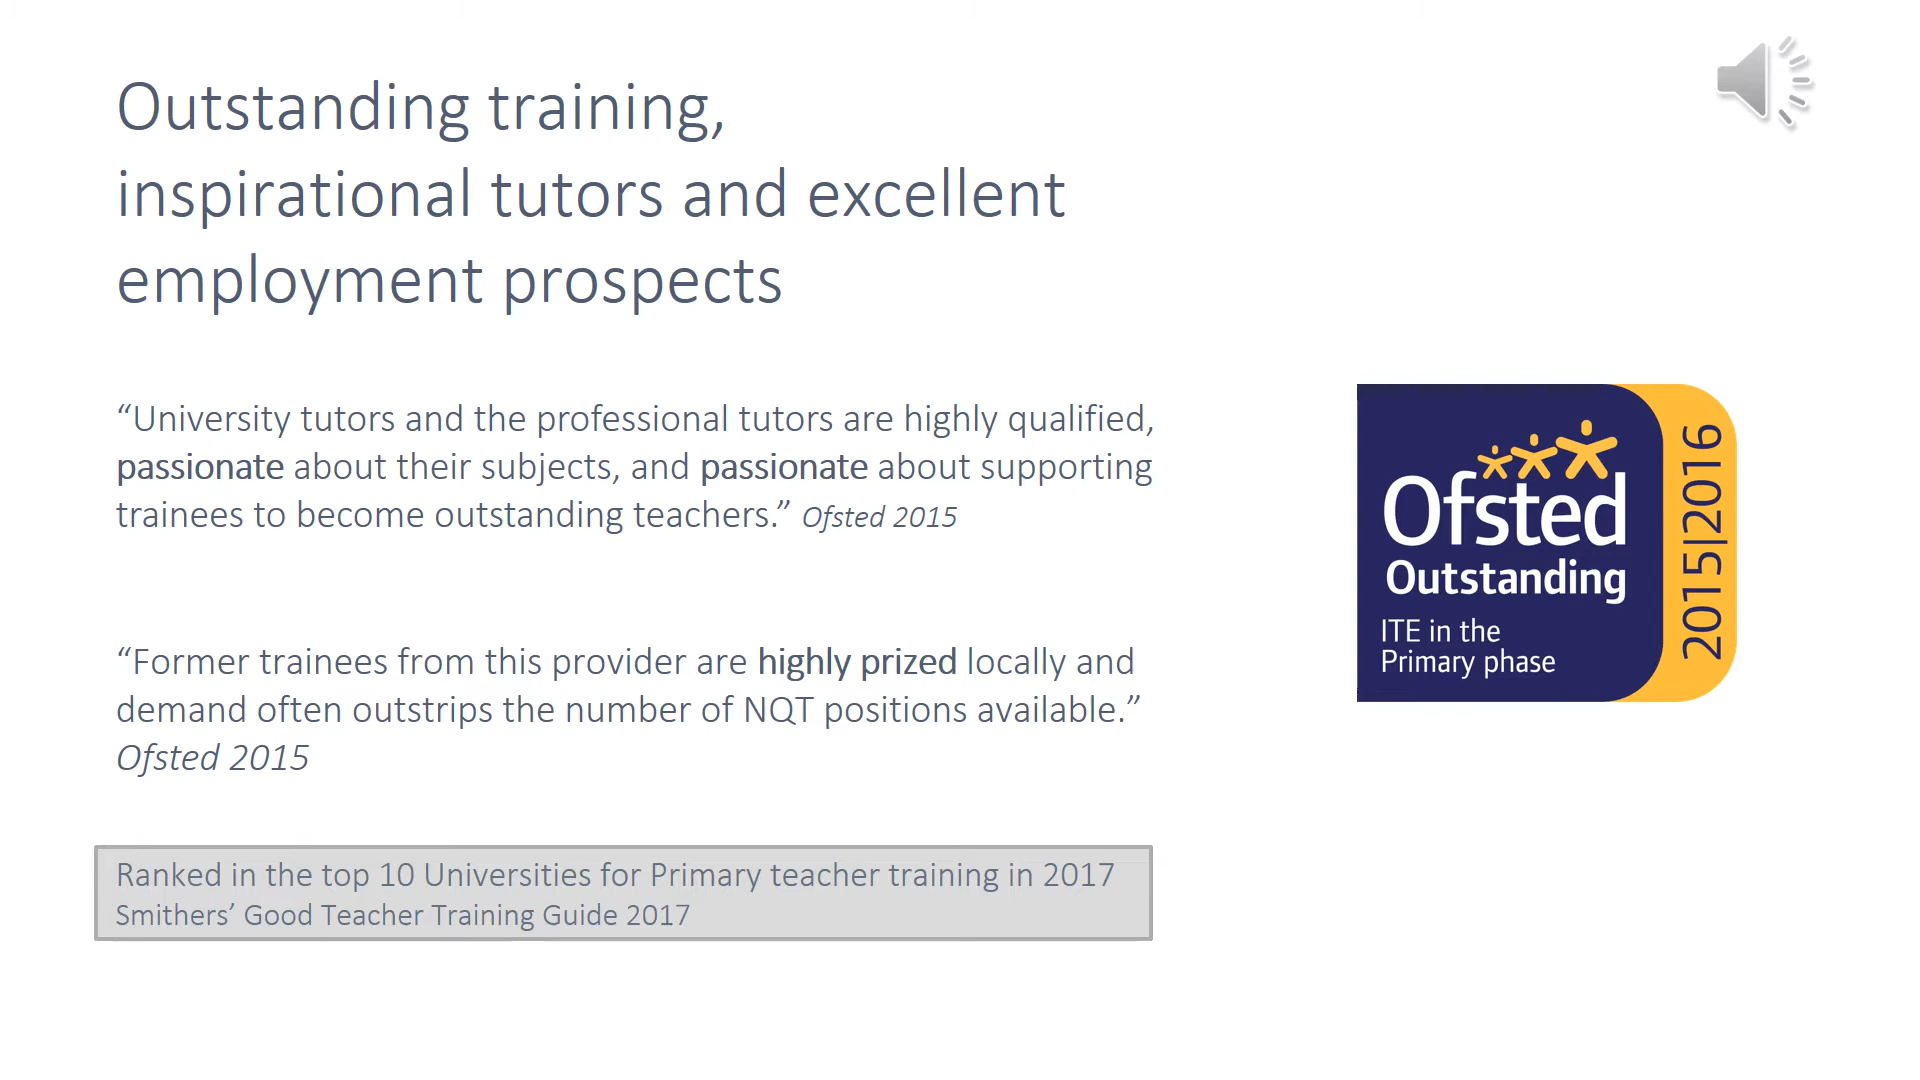 Outstanding training,
inspirational tutors and excellent
employment prospects
“University tutors and the professional tutors are highly qualified,
passionate about their subjects, and passionate about supporting
trainees to become outstanding teachers.” Ofsted 2015
“Former trainees from this provider are highly prized locally and
demand often outstrips the number of NQT positions available.”
Ofsted 2015
Ranked in the top 10 Universities for Primary teacher training in 2017
Smithers’ Good Teacher Training Guide 2017
Ofsted
Outstanding
ITE in the
Primary phase
2015|2016